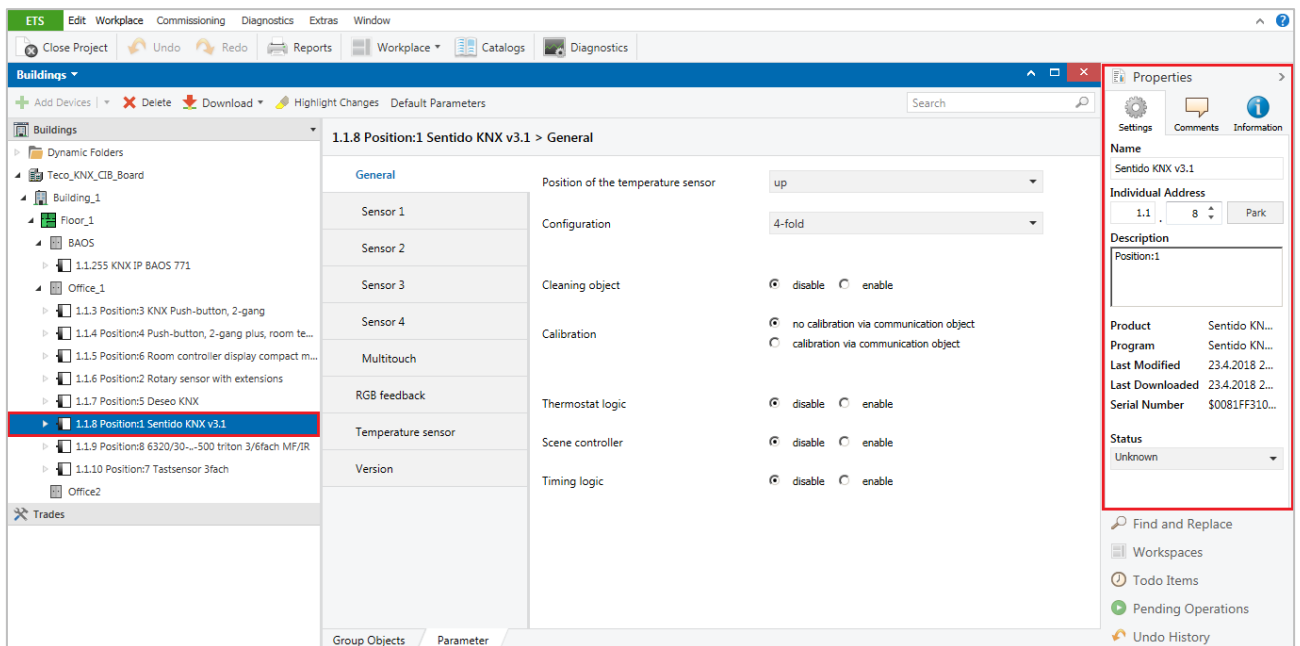 ETS Edit Workplace Commissioning Diagnostics Extras Window
Close Project Undo Redo Reports Workplace Catalogs Diagnostics
Buildings
Add Devices | Delete Download Highlight Changes Default Parameters Search
Buildings
Dynamic Folders
Teco_KNX_CIB_Board
Building_1
Floor_1
BAOS
1.1.255 KNX IP BAOS 771
Office_1
1.1.3 Position:3 KNX Push-button, 2-gang
1.1.4 Position:4 Push-button, 2-gang plus, room te...
1.1.5 Position:6 Room controller display compact m...
1.1.6 Position:2 Rotary sensor with extensions
1.1.7 Position:5 Deseo KNX
1.1.8 Position:1 Sentido KNX v3.1
1.1.9 Position:8 6320/30-..-500 triton 3/6fach MF/IR
1.1.10 Position:7 Tastsensor 3fach
Office2
Trades
1.1.8 Position:1 Sentido KNX v3.1 > General
General
Sensor 1
Sensor 2
Sensor 3
Sensor 4
Multitouch
RGB feedback
Temperature sensor
Version
Position of the temperature sensor up
Configuration 4-fold
Cleaning object disable enable
Calibration no calibration via communication object
calibration via communication object
Thermostat logic disable enable
Scene controller disable enable
Timing logic disable enable
Group Objects Parameter
Properties
Settings Comments Information
Name
Sentido KNX v3.1
Individual Address
1.1 . 8 Park
Description
Position:1
Product Sentido KN...
Program Sentido KN...
Last Modified 23.4.2018 2...
Last Downloaded 23.4.2018 2...
Serial Number $0081FF310...
Status
Unknown
Find and Replace
Workspaces
Todo Items
Pending Operations
Undo History